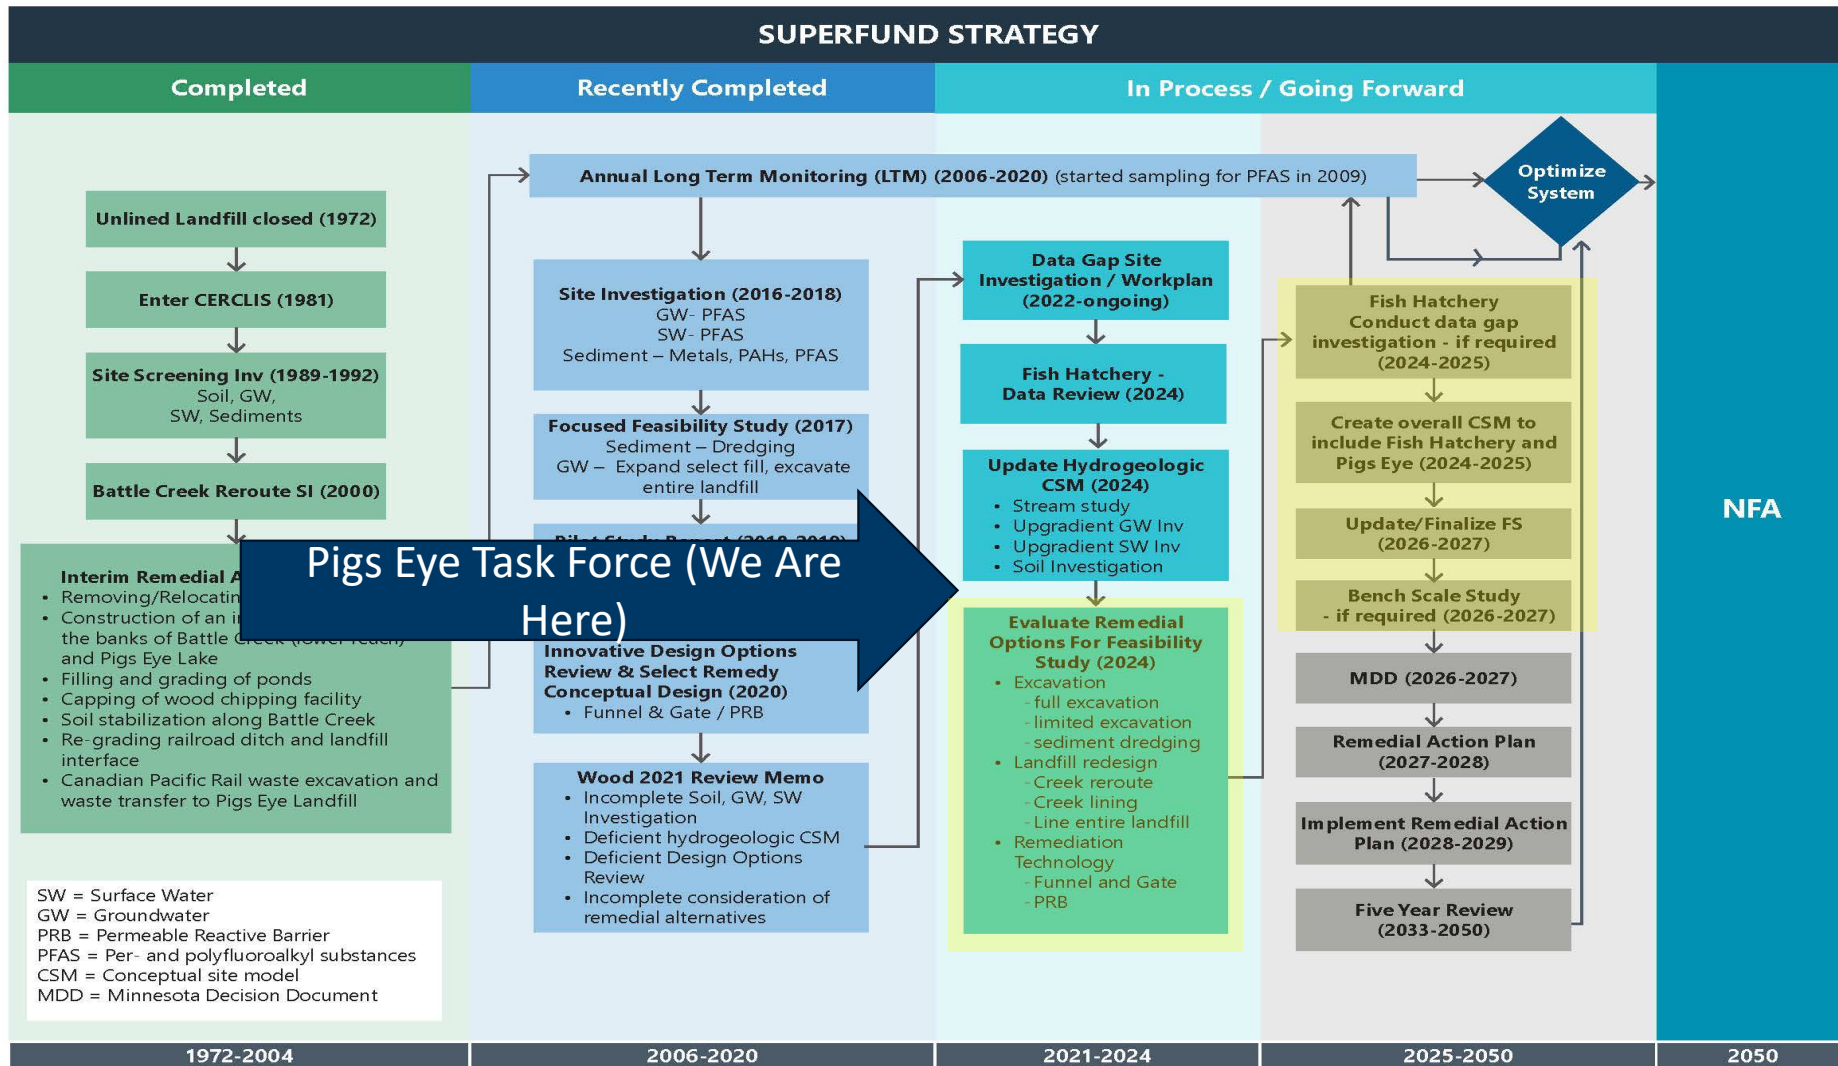 SUPERFUND STRATEGY
Completed
Unlined Landfill closed (1972)
Enter CERCLIS (1981)
Site Screening Inv (1989-1992)
Soil, GW,
SW, Sediments
Battle Creek Reroute SI (2000)
Interim Remedial A
• Removing/Relocatin
• Construction of an i
the banks of Battle Creek (lower reach)
and Pigs Eye Lake
• Filling and grading of ponds
• Capping of wood chipping facility
• Soil stabilization along Battle Creek
• Re-grading railroad ditch and landfill
interface
• Canadian Pacific Rail waste excavation and
waste transfer to Pigs Eye Landfill
SW = Surface Water
GW = Groundwater
PRB = Permeable Reactive Barrier
PFAS = Per- and polyfluoroalkyl substances
CSM = Conceptual site model
MDD = Minnesota Decision Document
1972-2004
Recently Completed
Annual Long Term Monitoring (LTM) (2006-2020) (started sampling for PFAS in 2009)
Site Investigation (2016-2018)
GW- PFAS
SW- PFAS
Sediment – Metals, PAHs, PFAS
Focused Feasibility Study (2017)
Sediment – Dredging
GW – Expand select fill, excavate
entire landfill
Pilot Study Report (2018-2019)
Pigs Eye Task Force (We Are
Here)
Innovative Design Options
Review & Select Remedy
Conceptual Design (2020)
• Funnel & Gate / PRB
Wood 2021 Review Memo
• Incomplete Soil, GW, SW
Investigation
• Deficient hydrogeologic CSM
• Deficient Design Options
Review
• Incomplete consideration of
remedial alternatives
2006-2020
In Process / Going Forward
Data Gap Site
Investigation / Workplan
(2022-ongoing)
Fish Hatchery -
Data Review (2024)
Update Hydrogeologic
CSM (2024)
• Stream study
• Upgradient GW Inv
• Upgradient SW Inv
• Soil Investigation
Evaluate Remedial
Options For Feasibility
Study (2024)
• Excavation
- full excavation
- limited excavation
- sediment dredging
• Landfill redesign
- Creek reroute
- Creek lining
- Line entire landfill
• Remediation
Technology
- Funnel and Gate
- PRB
2021-2024
Optimize
System
Fish Hatchery
Conduct data gap
investigation - if required
(2024-2025)
Create overall CSM to
include Fish Hatchery and
Pigs Eye (2024-2025)
Update/Finalize FS
(2026-2027)
Bench Scale Study
- if required (2026-2027)
MDD (2026-2027)
Remedial Action Plan
(2027-2028)
Implement Remedial Action
Plan (2028-2029)
Five Year Review
(2033-2050)
2025-2050
NFA
2050